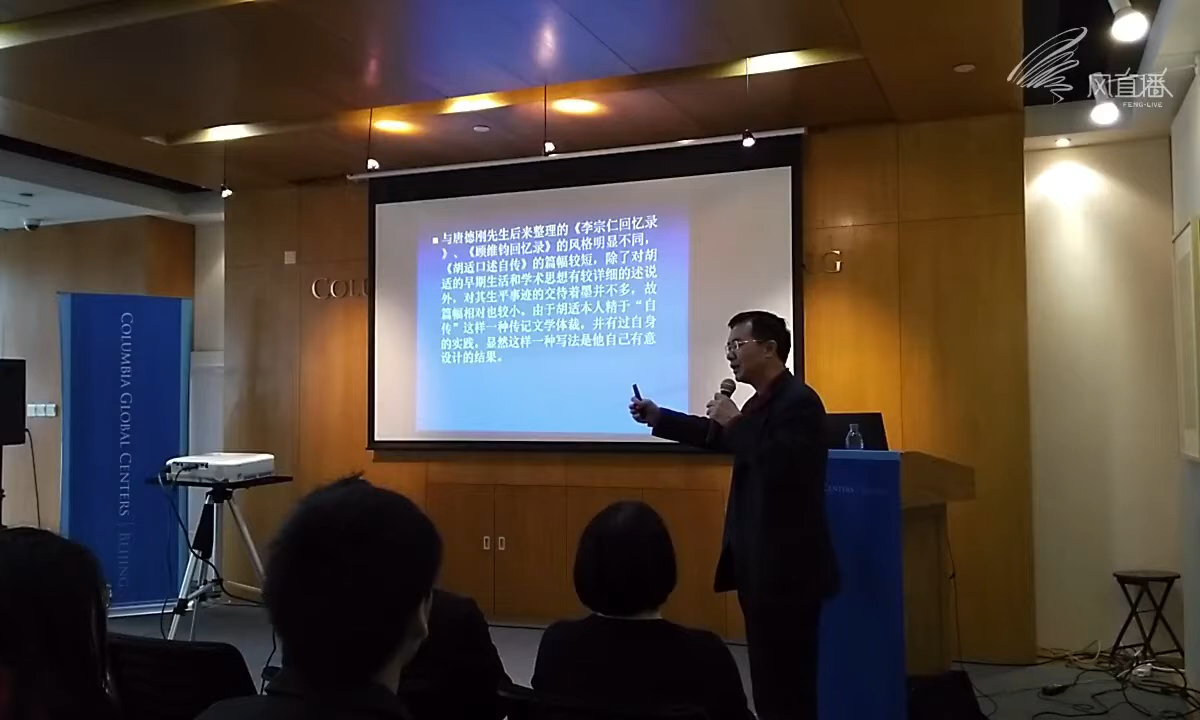 风直播
FENG-LIVE
■ 与唐德刚先生后来整理的《李宗仁回忆录
》、《顾维钧回忆录》的风格明显不同，
《胡适口述自传》的篇幅较短，除了对胡
适的早期生活和学术思想有较详细的述说
外，对其生平事迹的交待着墨并不多，故
篇幅相对也较小。由于胡适本人精于“自
传”这样一种传记文学体裁，并有过自身
的实践，显然这样一种写法是他自己有意
设计的结果。
COLU
G
COLUMBIA GLOBAL CENTERS | BEIJING
CENTERS